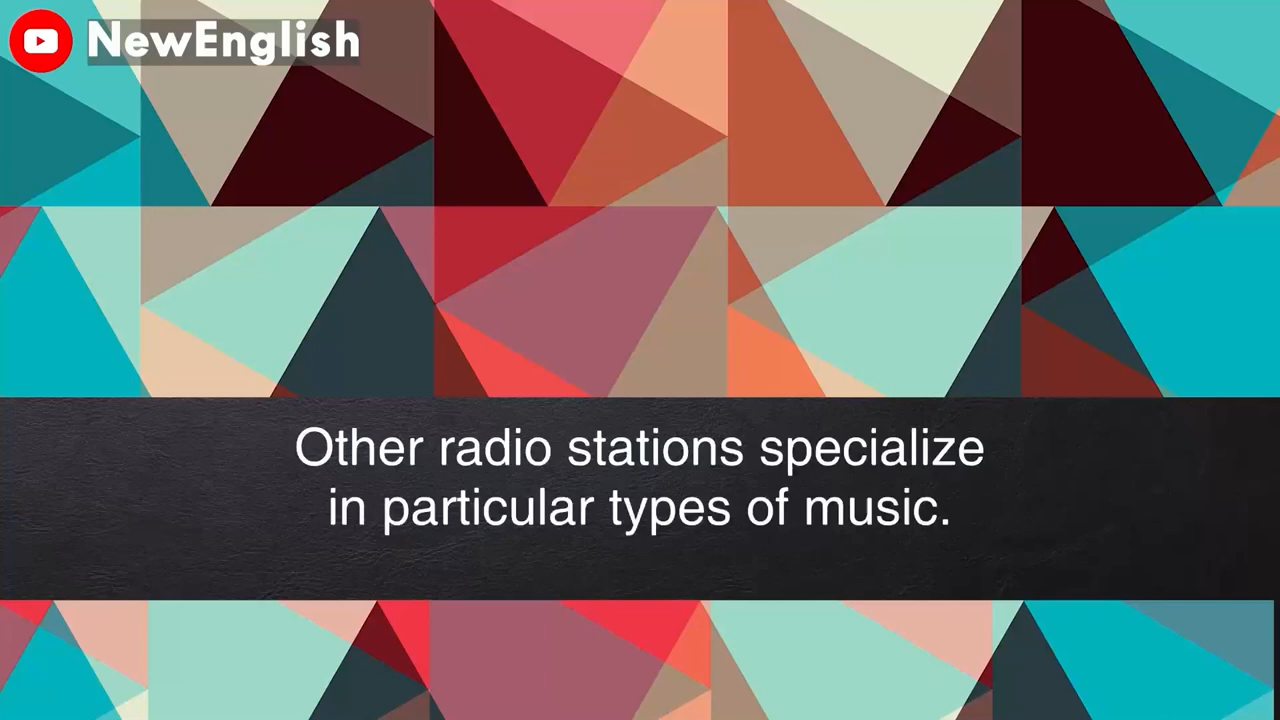 NewEnglish
Other radio stations specialize
in particular types of music.